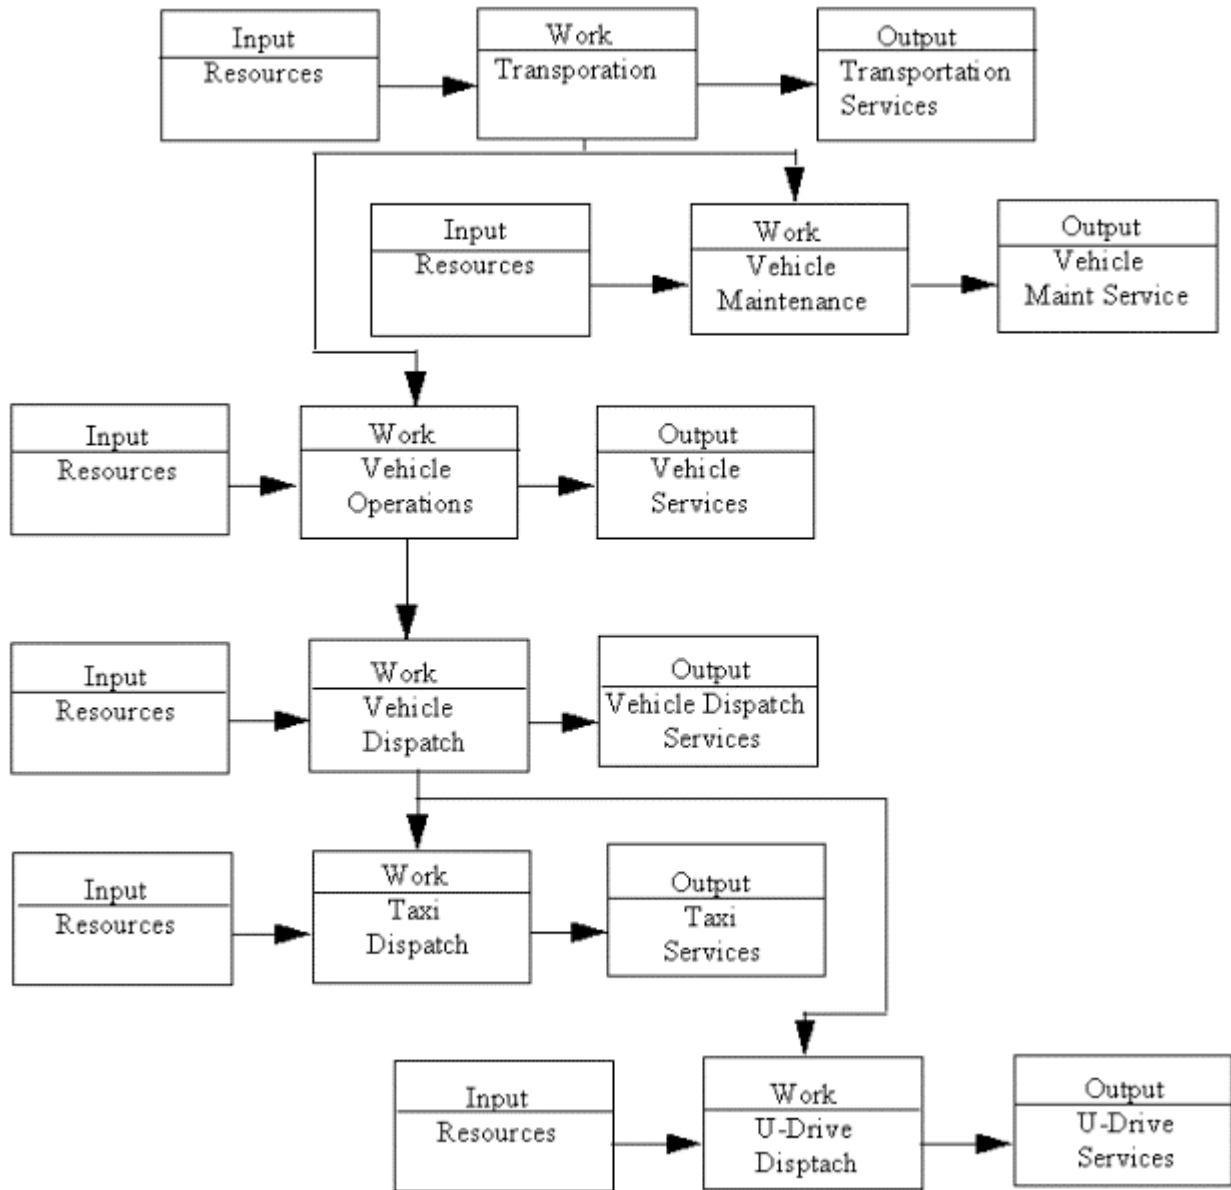 Input
Resources
Work
Transporation
Output
Transportation
Services
Input
Resources
Work
Vehicle
Maintenance
Output
Vehicle
Maint Service
Input
Resources
Work
Vehicle
Operations
Output
Vehicle
Services
Input
Resources
Work
Vehicle
Dispatch
Output
Vehicle Dispatch
Services
Input
Resources
Work
Taxi
Dispatch
Output
Taxi
Services
Input
Resources
Work
U-Drive
Disptach
Output
U-Drive
Services